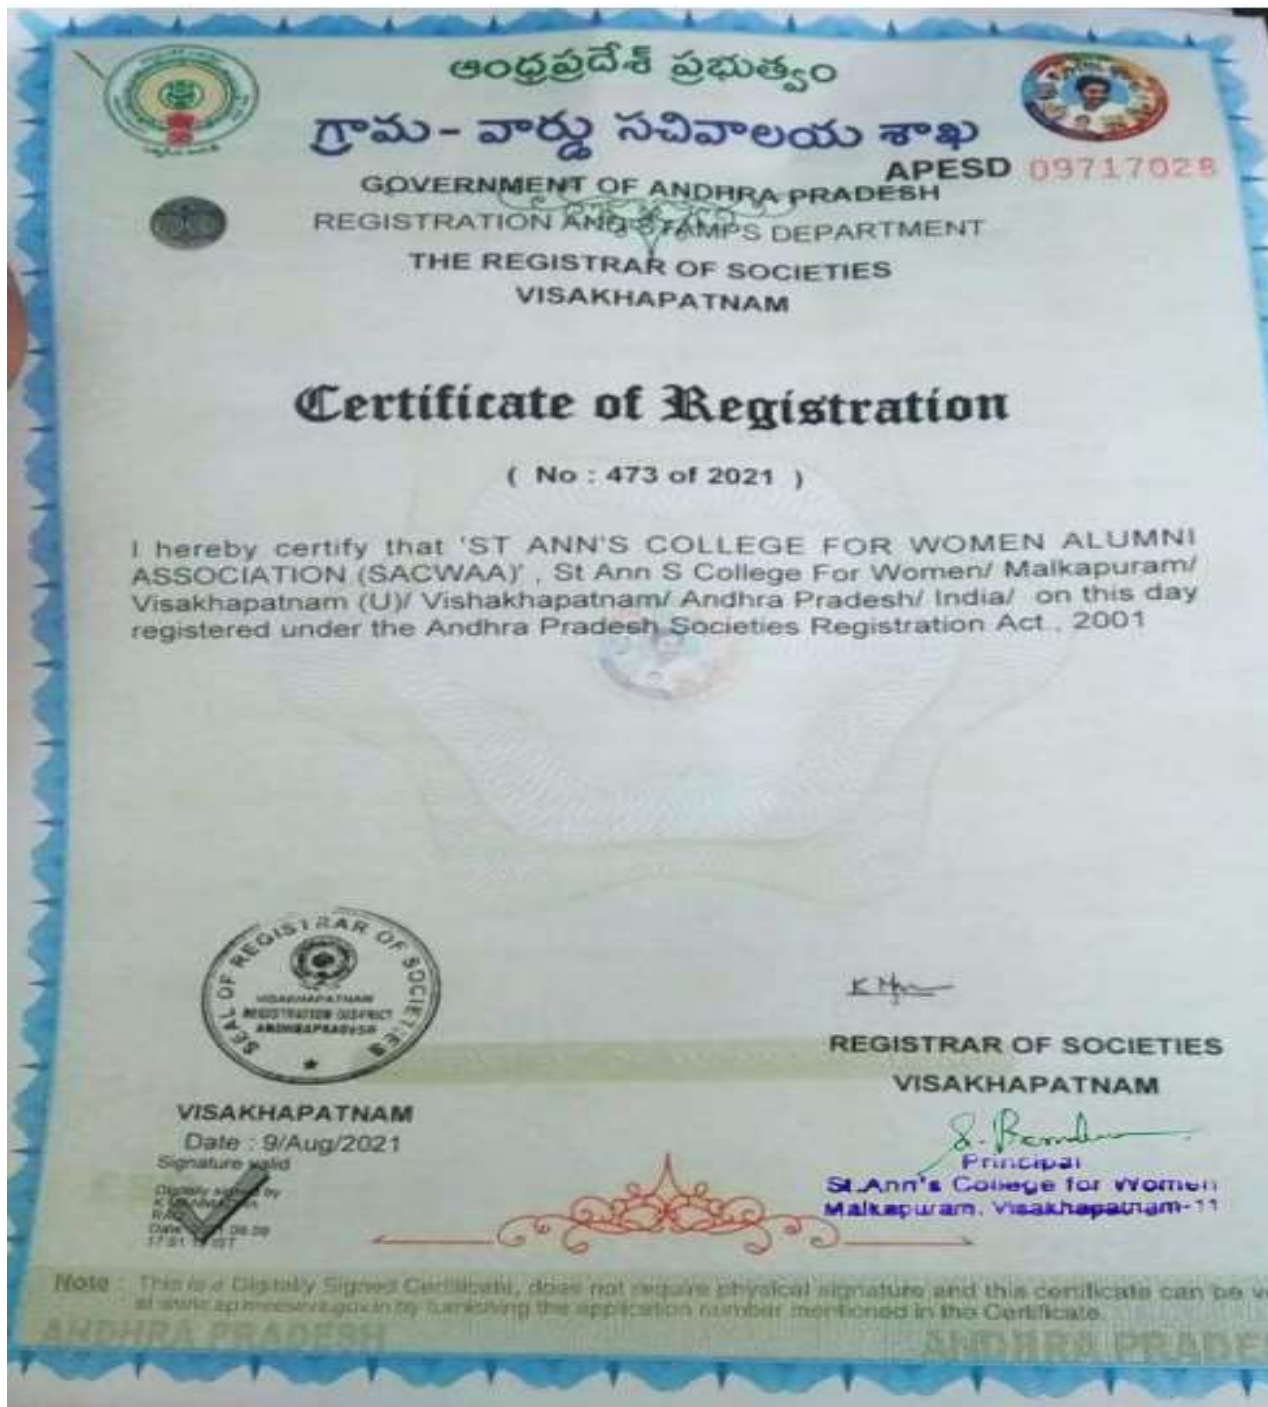 ఆంధ్రప్రదేశ్ ప్రభుత్వం
గ్రామ - వార్డు సచివాలయ శాఖ
APESD 09717028
GOVERNMENT OF ANDHRA PRADESH
REGISTRATION AND STAMPS DEPARTMENT
THE REGISTRAR OF SOCIETIES
VISAKHAPATNAM
Certificate of Registration
( No : 473 of 2021 )
I hereby certify that 'ST ANN'S COLLEGE FOR WOMEN ALUMNI
ASSOCIATION (SACWAA)' , St Ann S College For Women/ Malkapuram/
Visakhapatnam (U)/ Vishakhapatnam/ Andhra Pradesh/ India/ on this day
registered under the Andhra Pradesh Societies Registration Act , 2001
SEAL OF REGISTRAR OF SOCIETIES
VISAKHAPATNAM
REGISTRATION DISTRICT
ANDHRAPRADESH
REGISTRAR OF SOCIETIES
VISAKHAPATNAM
VISAKHAPATNAM
Date : 9/Aug/2021
Signature valid
Digitally signed by
Principal
St.Ann's College for Women
Malkapuram, Visakhapatnam-11
Note : This is a Digitally Signed Certificate, does not require physical signature and this certificate can be
by furnishing the application number mentioned in the Certificate.
ANDHRA PRADESH